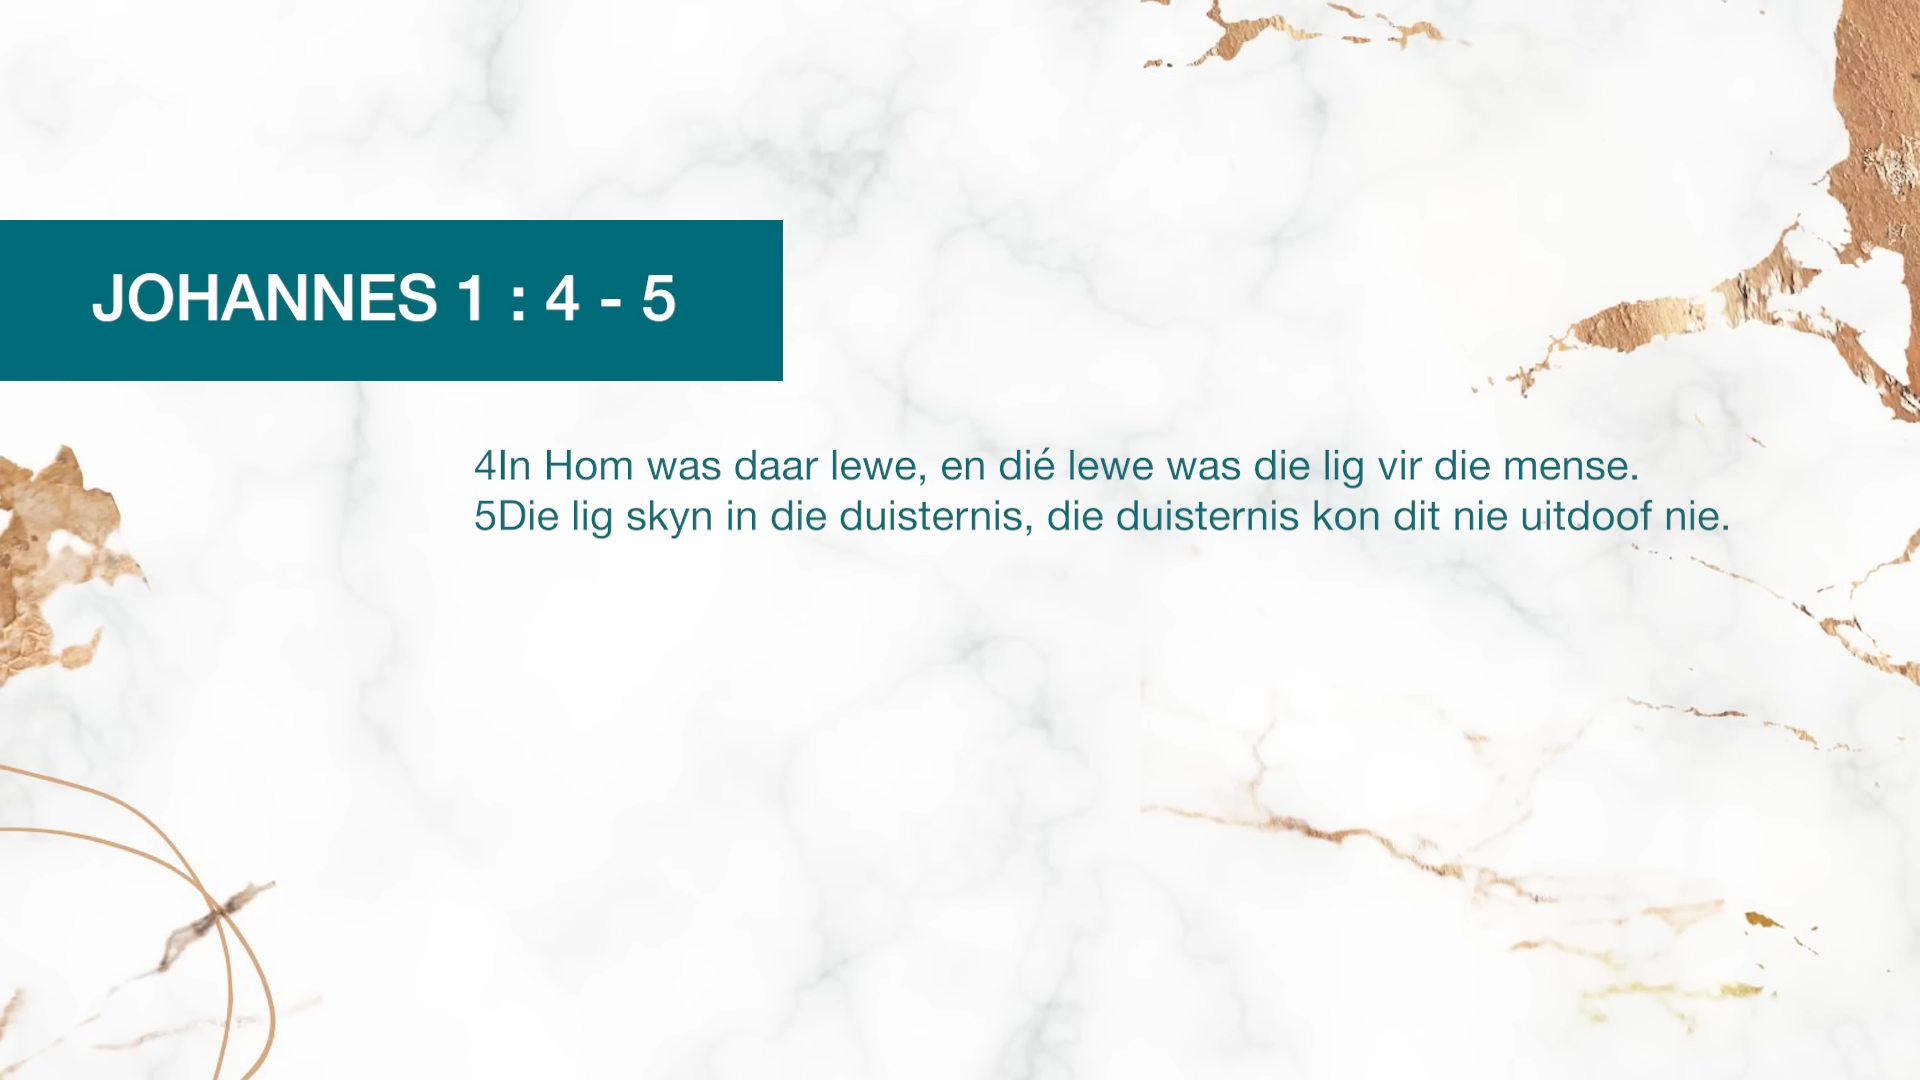 JOHANNES 1 : 4 - 5
4In Hom was daar lewe, en dié lewe was die lig vir die mense.
5Die lig skyn in die duisternis, die duisternis kon dit nie uitdoof nie.